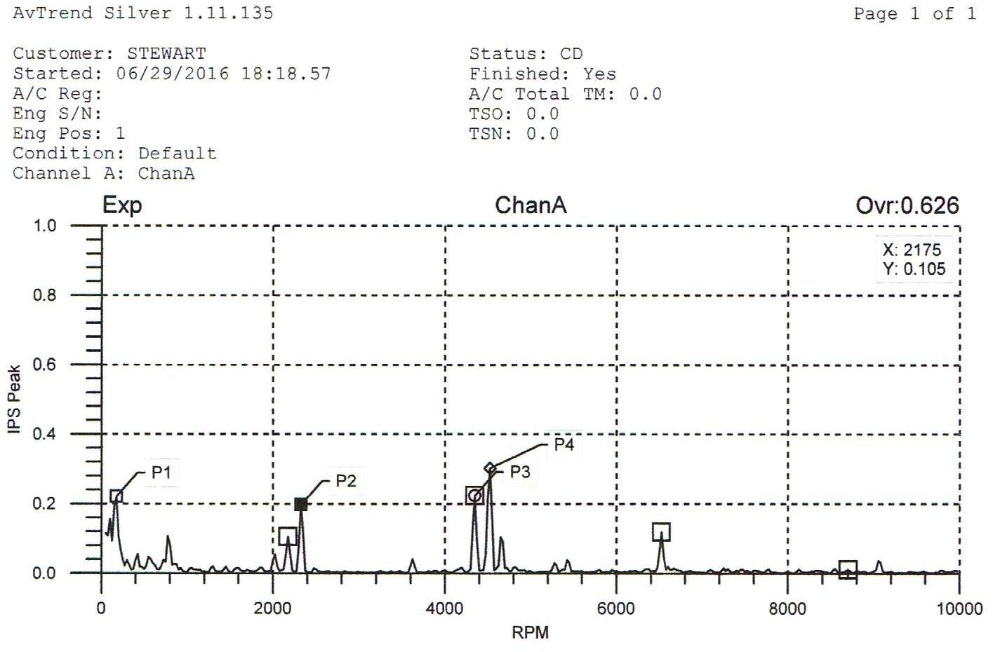 AvTrend Silver 1.11.135 Page 1 of 1
Customer: STEWART Status: CD
Started: 06/29/2016 18:18.57 Finished: Yes
A/C Reg: A/C Total TM: 0.0
Eng S/N: TSO: 0.0
Eng Pos: 1 TSN: 0.0
Condition: Default
Channel A: ChanA
Exp ChanA Ovr:0.626
1.0
X: 2175
Y: 0.105
0.8
0.6
IPS Peak
0.4
P4
P1 P2 P3
0.2
0.0
0 2000 4000 6000 8000 10000
RPM